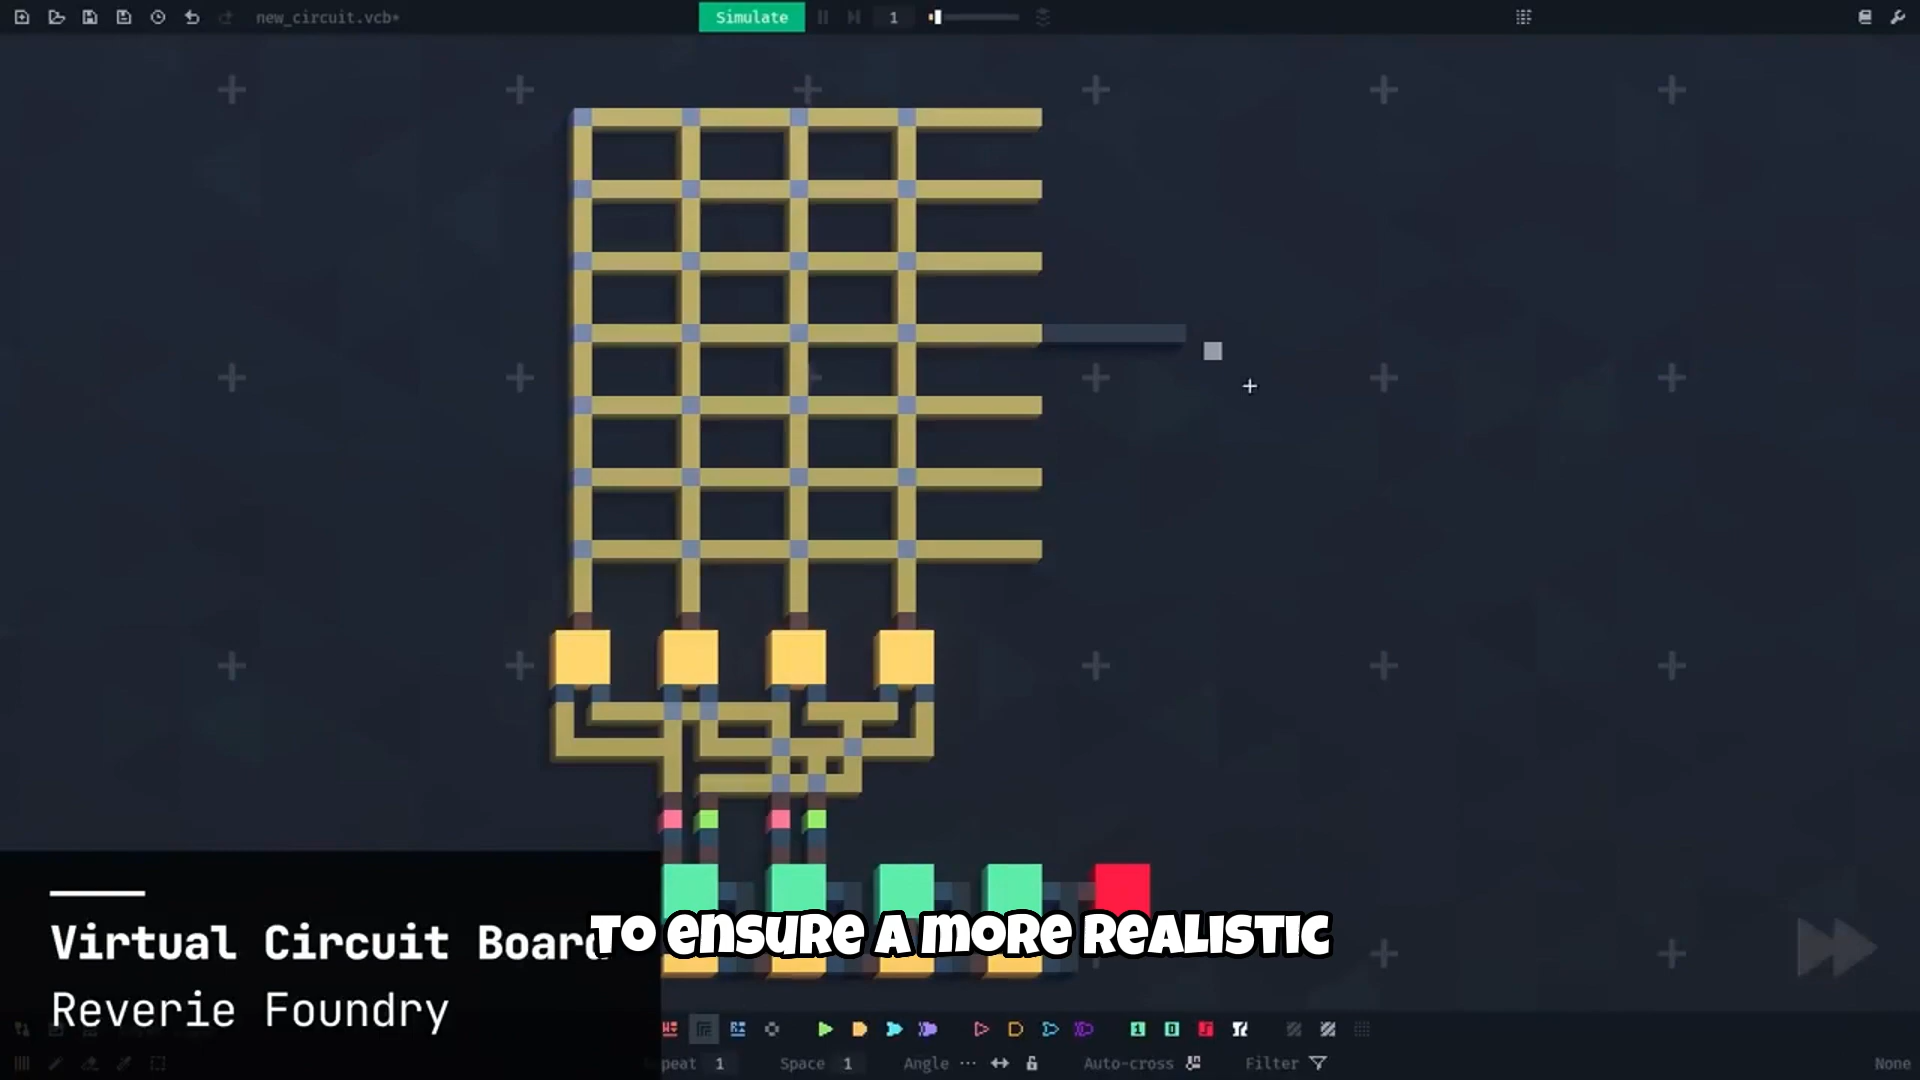 new_circuit.vcb*
Simulate
1
Virtual Circuit Board
Reverie Foundry
TO ENSURE A MORE REALISTIC
Repeat 1 Space 1 Angle Auto-cross Filter None